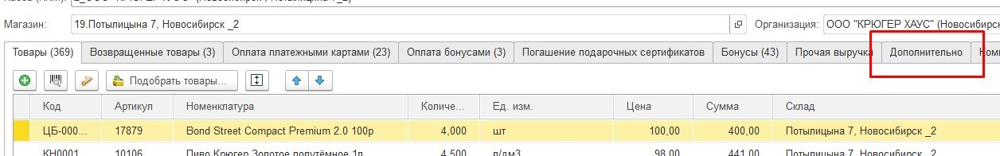 Магазин: 19.Потылицына 7, Новосибирск _2 Организация: ООО "КРЮГЕР ХАУС" (Новосибирск
Товары (369) Возвращенные товары (3) Оплата платежными картами (23) Оплата бонусами (3) Погашение подарочных сертификатов Бонусы (43) Прочая выручка Дополнительно
Подобрать товары...
Код Артикул Номенклатура Количе... Ед. изм. Цена Сумма Склад
ЦБ-000... 17879 Bond Street Compact Premium 2.0 100р 4,000 шт 100,00 400,00 Потылицына 7, Новосибирск _2
КН0001 10106 Пиво Крюгер Золотое полутёмное 1л 4,500 л/дм3 98,00 441,00 Потылицына 7, Новосибирск _2